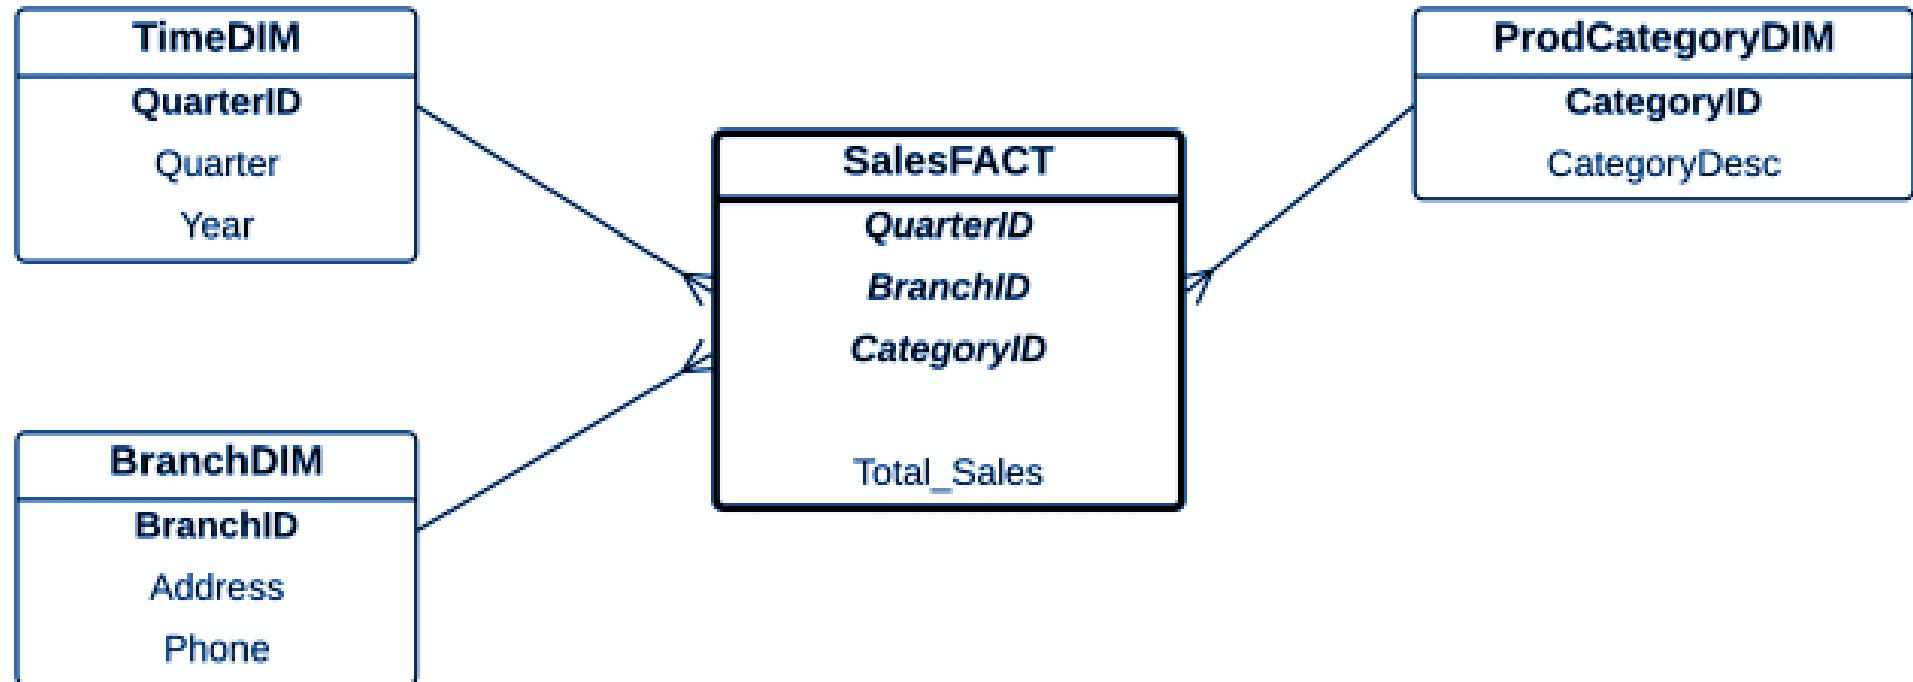 TimeDIM
QuarterID
Quarter
Year
BranchDIM
BranchID
Address
Phone
SalesFACT
QuarterID
BranchID
CategoryID
Total_Sales
ProdCategoryDIM
CategoryID
CategoryDesc